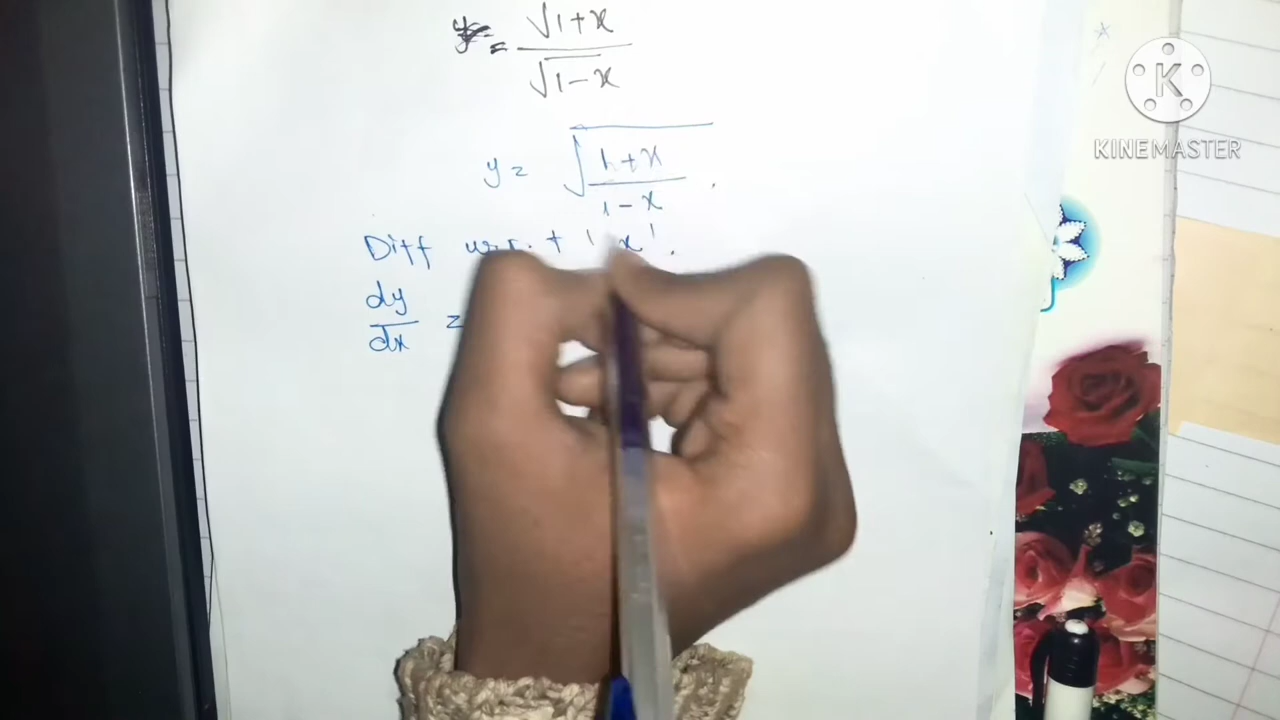 y = √1+x / √1-x
y = √1+x / 1-x .
Diff w.r.t 'x'.
dy/dx =
K
KINEMASTER